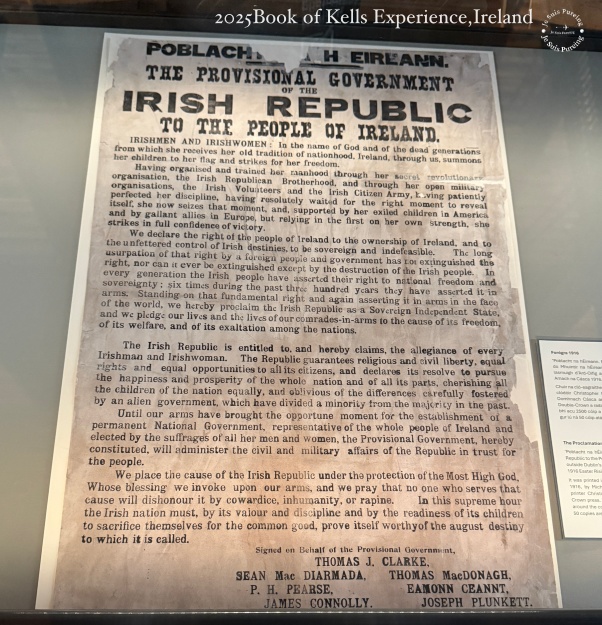 2025Book of Kells Experience,Ireland
Je Suis Pureing
Je Suis Pureing
Je Suis Pureing
POBLACH H EIREANN.
THE PROVISIONAL GOVERNMENT
OF THE
IRISH REPUBLIC
TO THE PEOPLE OF IRELAND.
IRISHMEN AND IRISHWOMEN: In the name of God and of the dead generations
from which she receives her old tradition of nationhood, Ireland, through us, summons
her children to her flag and strikes for her freedom.
Having organised and trained her manhood through her secret revolutionary
organisation, the Irish Republican Brotherhood, and through her open military
organisations, the Irish Volunteers and the Irish Citizen Army, having patiently
perfected her discipline, having resolutely waited for the right moment to reveal
itself, she now seizes that moment, and, supported by her exiled children in America
and by gallant allies in Europe, but relying in the first on her own strength, she
strikes in full confidence of victory.
We declare the right of the people of Ireland to the ownership of Ireland, and to
the unfettered control of Irish destinies, to be sovereign and indefeasible. The long
usurpation of that right by a foreign people and government has not extinguished the
right, nor can it ever be extinguished except by the destruction of the Irish people. In
every generation the Irish people have asserted their right to national freedom and
sovereignty; six times during the past three hundred years they have asserted it in
arms. Standing on that fundamental right and again asserting it in arms in the face
of the world, we hereby proclaim the Irish Republic as a Sovereign Independent State,
and we pledge our lives and the lives of our comrades-in-arms to the cause of its freedom,
of its welfare, and of its exaltation among the nations.
The Irish Republic is entitled to, and hereby claims, the allegiance of every
Irishman and Irishwoman. The Republic guarantees religious and civil liberty, equal
rights and equal opportunities to all its citizens, and declares its resolve to pursue
the happiness and prosperity of the whole nation and of all its parts, cherishing all
the children of the nation equally, and oblivious of the differences carefully fostered
by an alien government, which have divided a minority from the majority in the past.
Until our arms have brought the opportune moment for the establishment of a
permanent National Government, representative of the whole people of Ireland and
elected by the suffrages of all her men and women, the Provisional Government, hereby
constituted, will administer the civil and military affairs of the Republic in trust for
the people.
We place the cause of the Irish Republic under the protection of the Most High God,
Whose blessing we invoke upon our arms, and we pray that no one who serves that
cause will dishonour it by cowardice, inhumanity, or rapine. In this supreme hour
the Irish nation must, by its valour and discipline and by the readiness of its children
to sacrifice themselves for the common good, prove itself worthy of the august destiny
to which it is called.
Signed on Behalf of the Provisional Government,
THOMAS J. CLARKE,
SEAN Mac DIARMADA, THOMAS MacDONAGH,
P. H. PEARSE, EAMONN CEANNT,
JAMES CONNOLLY. JOSEPH PLUNKETT.
The Proclamation